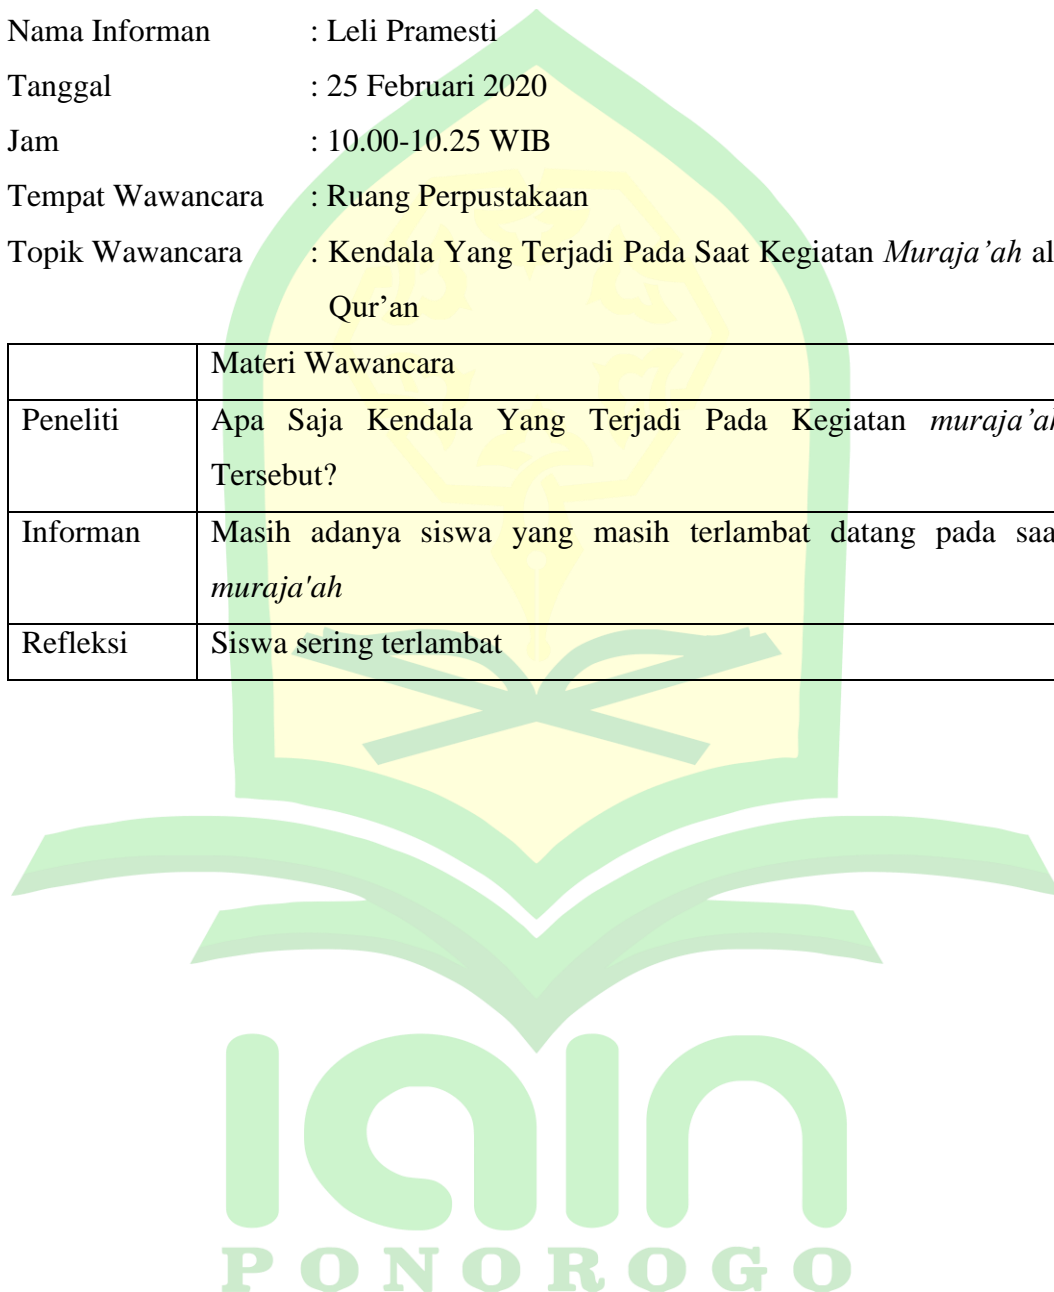 Nama Informan : Leli Pramesti
Tanggal : 25 Februari 2020
Jam : 10.00-10.25 WIB
Tempat Wawancara : Ruang Perpustakaan
Topik Wawancara : Kendala Yang Terjadi Pada Saat Kegiatan Muraja’ah al
Qur’an
Materi Wawancara
Peneliti Apa Saja Kendala Yang Terjadi Pada Kegiatan muraja’ah
Tersebut?
Informan Masih adanya siswa yang masih terlambat datang pada saa
muraja'ah
Refleksi Siswa sering terlambat
iain
PONOROGO